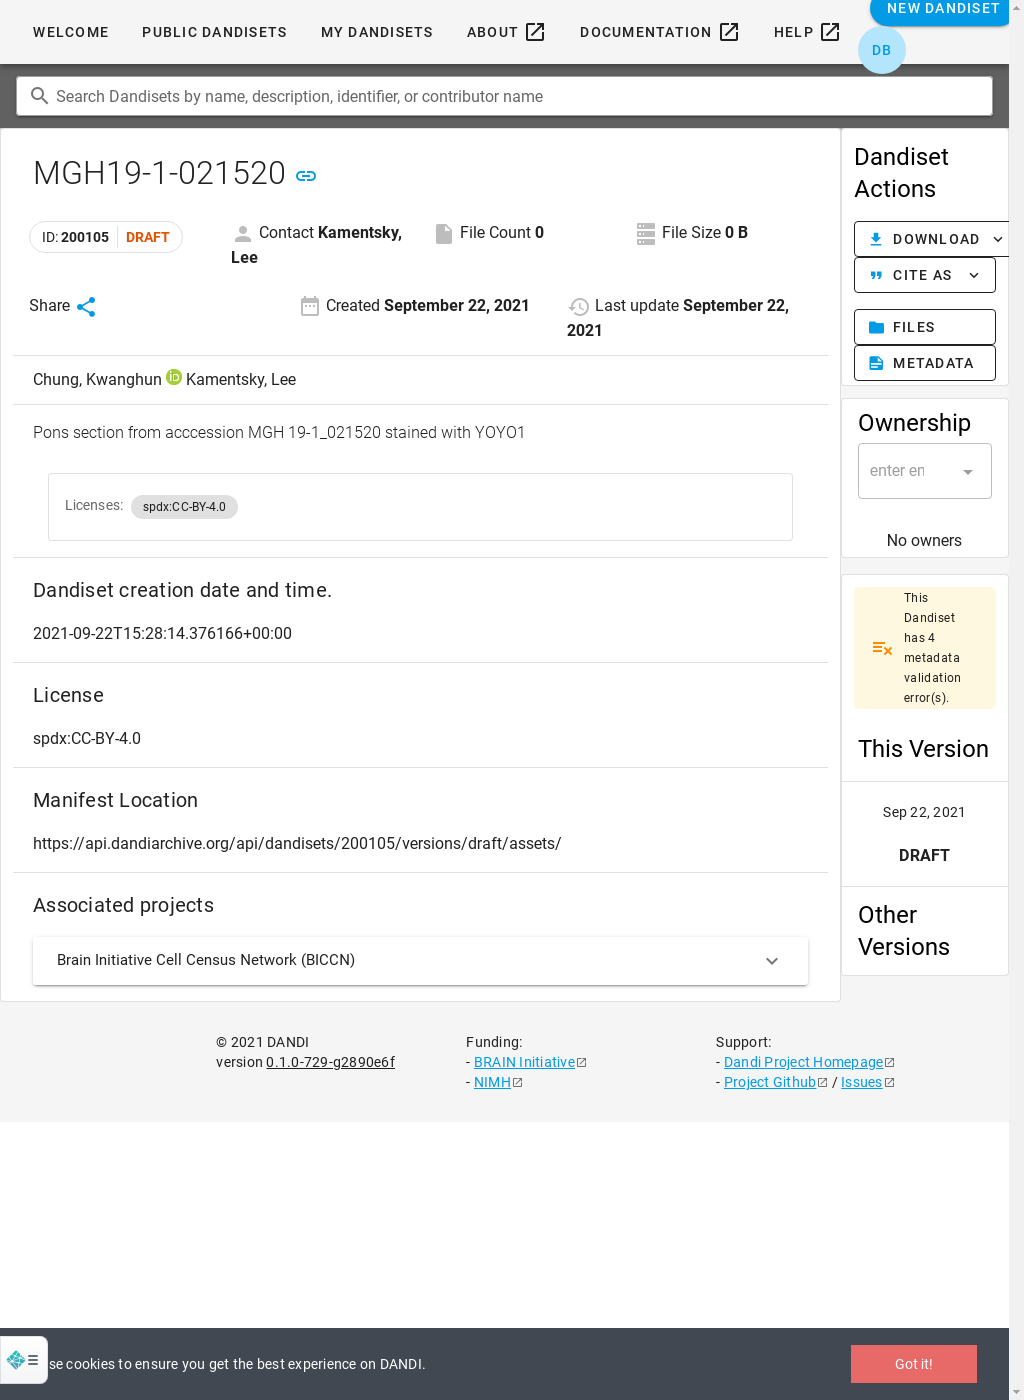 WELCOME PUBLIC DANDISETS MY DANDISETS ABOUT DOCUMENTATION HELP NEW DANDISET
DB
Search Dandisets by name, description, identifier, or contributor name
MGH19-1-021520
ID: 200105 DRAFT
Contact Kamentsky, Lee
File Count 0
File Size 0 B
Share
Created September 22, 2021
Last update September 22, 2021
Chung, Kwanghun Kamentsky, Lee
Pons section from acccession MGH 19-1_021520 stained with YOYO1
Licenses: spdx:CC-BY-4.0
Dandiset creation date and time.
2021-09-22T15:28:14.376166+00:00
License
spdx:CC-BY-4.0
Manifest Location
https://api.dandiarchive.org/api/dandisets/200105/versions/draft/assets/
Associated projects
Brain Initiative Cell Census Network (BICCN)
Dandiset
Actions
DOWNLOAD
CITE AS
FILES
METADATA
Ownership
enter en
No owners
This
Dandiset
has 4
metadata
validation
error(s).
This Version
Sep 22, 2021
DRAFT
Other
Versions
© 2021 DANDI
version 0.1.0-729-g2890e6f
Funding:
- BRAIN Initiative
- NIMH
Support:
- Dandi Project Homepage
- Project Github / Issues
se cookies to ensure you get the best experience on DANDI.
Got it!